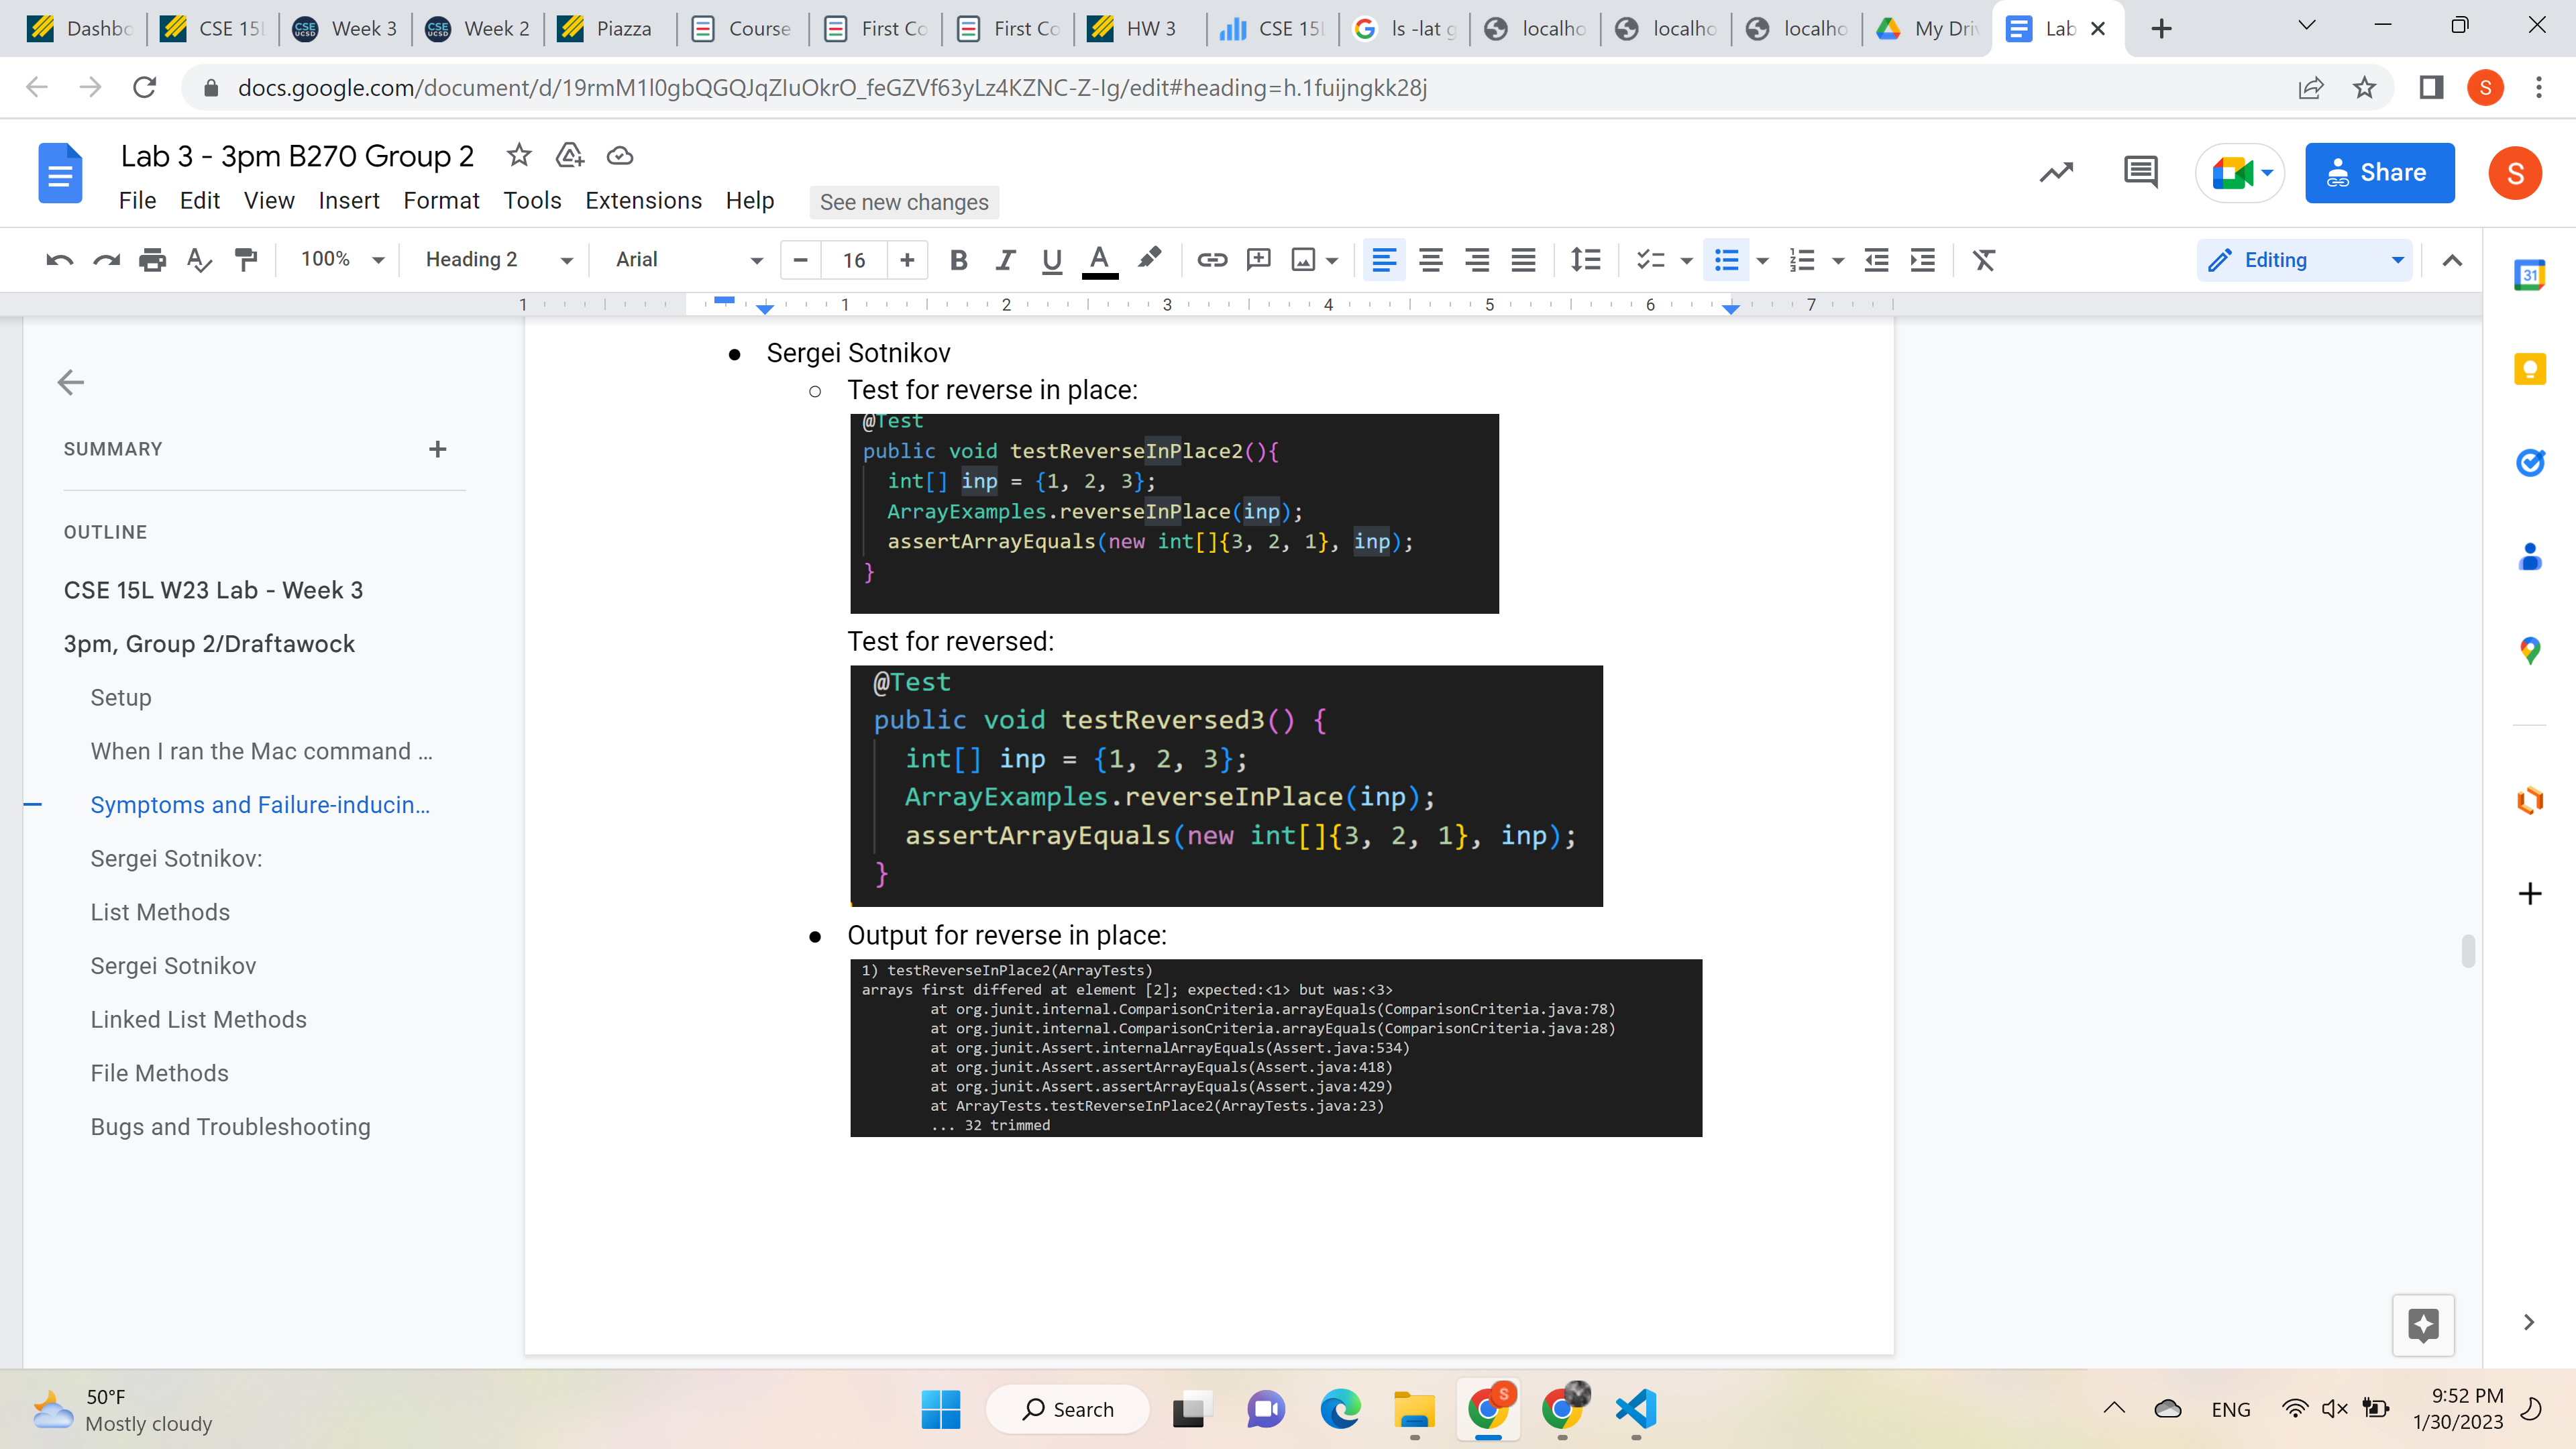 Dashbo
CSE 15L
Week 3
Week 2
Piazza
Course
First Co
First Co
HW 3
CSE 15L
ls -lat g
localho
localho
localho
My Driv
Lab
docs.google.com/document/d/19rmM1l0gbQGQJqZIuOkrO_feGZVf63yLz4KZNC-Z-Ig/edit#heading=h.1fuijngkk28j
S
Lab 3 - 3pm B270 Group 2
File Edit View Insert Format Tools Extensions Help See new changes
Share
S
100% Heading 2 Arial 16 B I U A
Editing
31
1 1 2 3 4 5 6 7
SUMMARY
OUTLINE
CSE 15L W23 Lab - Week 3
3pm, Group 2/Draftawock
Setup
When I ran the Mac command ...
Symptoms and Failure-inducin...
Sergei Sotnikov:
List Methods
Sergei Sotnikov
Linked List Methods
File Methods
Bugs and Troubleshooting
● Sergei Sotnikov
○ Test for reverse in place:
@Test
public void testReverseInPlace2(){
int[] inp = {1, 2, 3};
ArrayExamples.reverseInPlace(inp);
assertArrayEquals(new int[]{3, 2, 1}, inp);
}
Test for reversed:
@Test
public void testReversed3() {
int[] inp = {1, 2, 3};
ArrayExamples.reverseInPlace(inp);
assertArrayEquals(new int[]{3, 2, 1}, inp);
}
● Output for reverse in place:
1) testReverseInPlace2(ArrayTests)
arrays first differed at element [2]; expected:<1> but was:<3>
at org.junit.internal.ComparisonCriteria.arrayEquals(ComparisonCriteria.java:78)
at org.junit.internal.ComparisonCriteria.arrayEquals(ComparisonCriteria.java:28)
at org.junit.Assert.internalArrayEquals(Assert.java:534)
at org.junit.Assert.assertArrayEquals(Assert.java:418)
at org.junit.Assert.assertArrayEquals(Assert.java:429)
at ArrayTests.testReverseInPlace2(ArrayTests.java:23)
... 32 trimmed
50°F
Mostly cloudy
Search
S
ENG
9:52 PM
1/30/2023